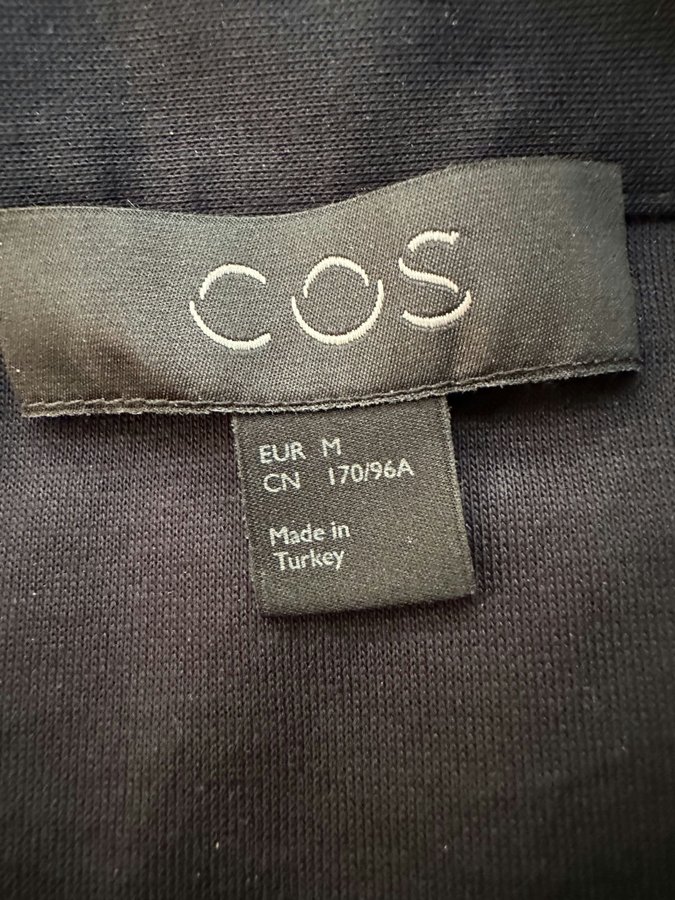 COS
EUR M
CN 170/96A
Made in
Turkey